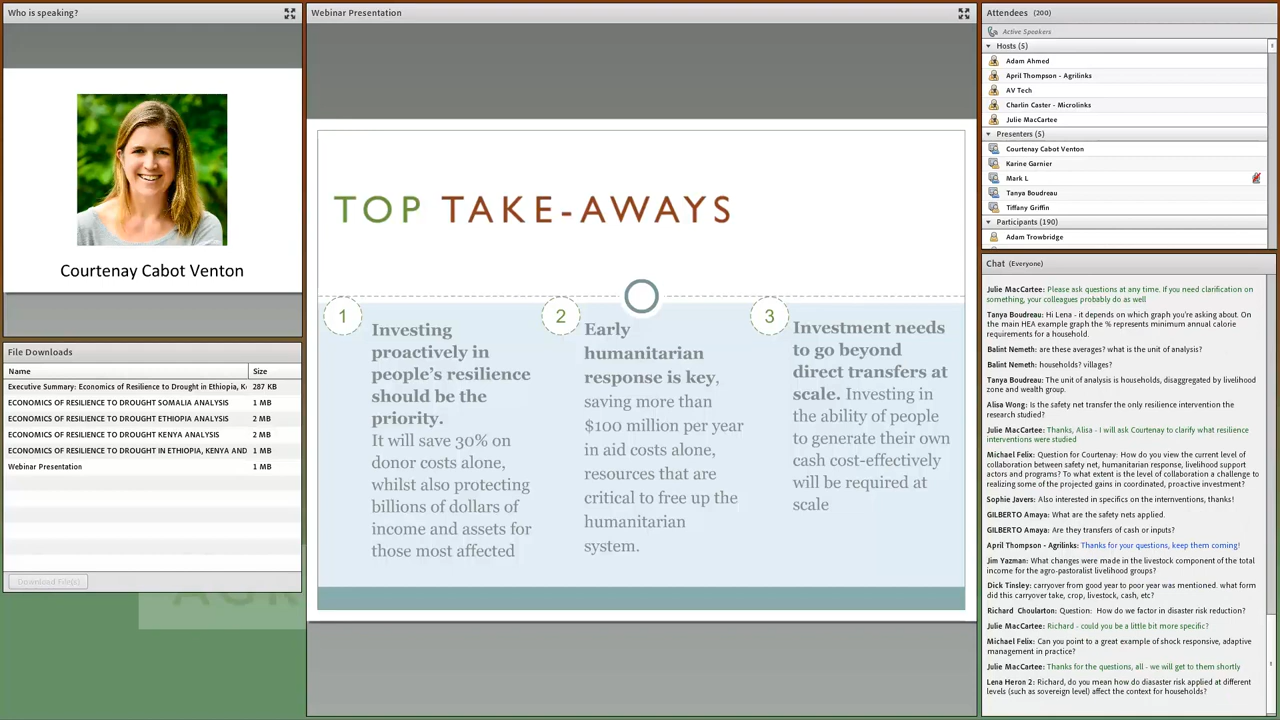 Who is speaking?
Courtenay Cabot Venton
File Downloads
Name Size
Executive Summary: Economics of Resilience to Drought in Ethiopia, K 287 KB
ECONOMICS OF RESILIENCE TO DROUGHT SOMALIA ANALYSIS 1 MB
ECONOMICS OF RESILIENCE TO DROUGHT ETHIOPIA ANALYSIS 2 MB
ECONOMICS OF RESILIENCE TO DROUGHT KENYA ANALYSIS 2 MB
ECONOMICS OF RESILIENCE TO DROUGHT IN ETHIOPIA, KENYA AND 1 MB
Webinar Presentation 1 MB
Download File(s)
Webinar Presentation
TOP TAKE-AWAYS
1
Investing
proactively in
people's resilience
should be the
priority.
It will save 30% on
donor costs alone,
whilst also protecting
billions of dollars of
income and assets for
those most affected
2
Early
humanitarian
response is key,
saving more than
$100 million per year
in aid costs alone,
resources that are
critical to free up the
humanitarian
system.
3
Investment needs
to go beyond
direct transfers at
scale. Investing in
the ability of people
to generate their own
cash cost-effectively
will be required at
scale
Attendees (200)
Active Speakers
Hosts (5)
Adam Ahmed
April Thompson - Agrilinks
AV Tech
Charlin Caster - Microlinks
Julie MacCartee
Presenters (5)
Courtenay Cabot Venton
Karine Garnier
Mark L
Tanya Boudreau
Tiffany Griffin
Participants (190)
Adam Trowbridge
Chat (Everyone)
Julie MacCartee: Please ask questions at any time. If you need clarification on
something, your colleagues probably do as well
Tanya Boudreau: Hi Lena - it depends on which graph you're asking about. On
the main HEA example graph the % represents minimum annual calorie
requirements for a household.
Balint Nemeth: are these averages? what is the unit of analysis?
Balint Nemeth: households? villages?
Tanya Boudreau: The unit of analysis is households, disaggregated by livelihood
zone and wealth group.
Alisa Wong: Is the safety net transfer the only resilience intervention the
research studied?
Julie MacCartee: Thanks, Alisa - I will ask Courtenay to clarify what resilience
interventions were studied
Michael Felix: Question for Courtenay: How do you view the current level of
collaboration between safety net, humanitarian response, livelihood support
actors and programs? To what extent is the level of collaboration a challenge to
realizing some of the projected gains in coordinated, proactive investment?
Sophie Javers: Also interested in specifics on the internventions, thanks!
GILBERTO Amaya: What are the safety nets applied.
GILBERTO Amaya: Are they transfers of cash or inputs?
April Thompson - Agrilinks: Thanks for your questions, keep them coming!
Jim Yazman: What changes were made in the livestock component of the total
income for the agro-pastoralist livelihood groups?
Dick Tinsley: carryover from good year to poor year was mentioned. what form
did this carryover take, crop, livestock, cash, etc?
Richard Choularton: Question: How do we factor in disaster risk reduction?
Julie MacCartee: Richard - could you be a little bit more specific?
Michael Felix: Can you point to a great example of shock responsive, adaptive
management in practice?
Julie MacCartee: Thanks for the questions, all - we will get to them shortly
Lena Heron 2: Richard, do you mean how do diasaster risk applied at different
levels (such as sovereign level) affect the context for households?